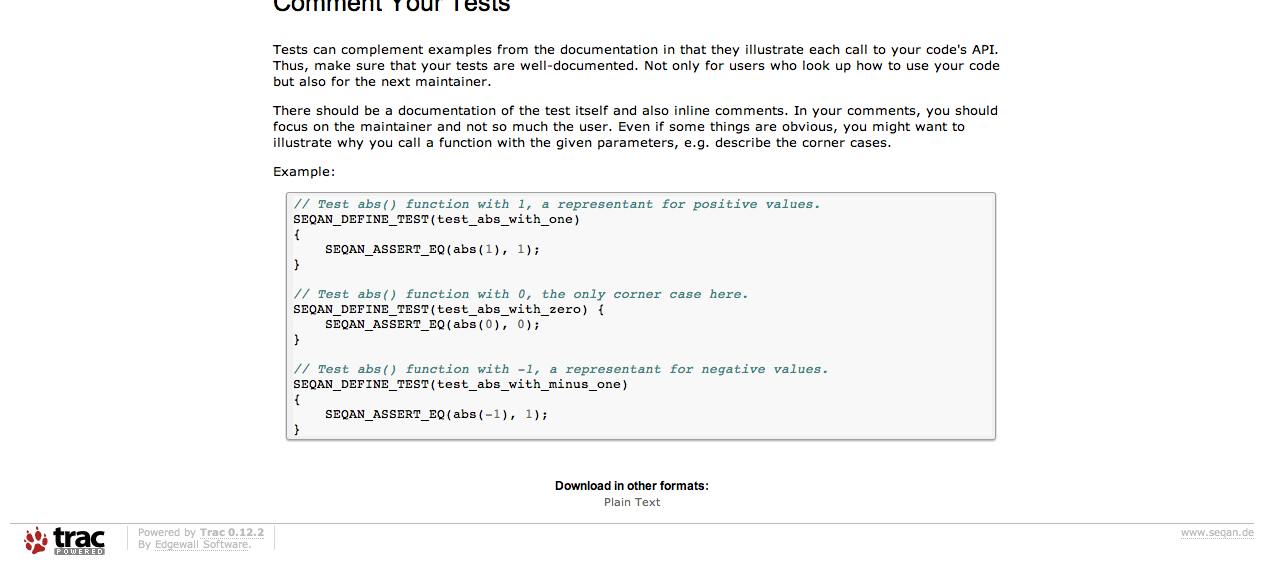 Comment Your Tests
Tests can complement examples from the documentation in that they illustrate each call to your code's API.
Thus, make sure that your tests are well-documented. Not only for users who look up how to use your code
but also for the next maintainer.
There should be a documentation of the test itself and also inline comments. In your comments, you should
focus on the maintainer and not so much the user. Even if some things are obvious, you might want to
illustrate why you call a function with the given parameters, e.g. describe the corner cases.
Example:
// Test abs() function with 1, a representant for positive values.
SEQAN_DEFINE_TEST(test_abs_with_one)
{
    SEQAN_ASSERT_EQ(abs(1), 1);
}
// Test abs() function with 0, the only corner case here.
SEQAN_DEFINE_TEST(test_abs_with_zero) {
    SEQAN_ASSERT_EQ(abs(0), 0);
}
// Test abs() function with -1, a representant for negative values.
SEQAN_DEFINE_TEST(test_abs_with_minus_one)
{
    SEQAN_ASSERT_EQ(abs(-1), 1);
}
Download in other formats:
Plain Text
trac
POWERED
Powered by Trac 0.12.2
By Edgewall Software.
www.seqan.de